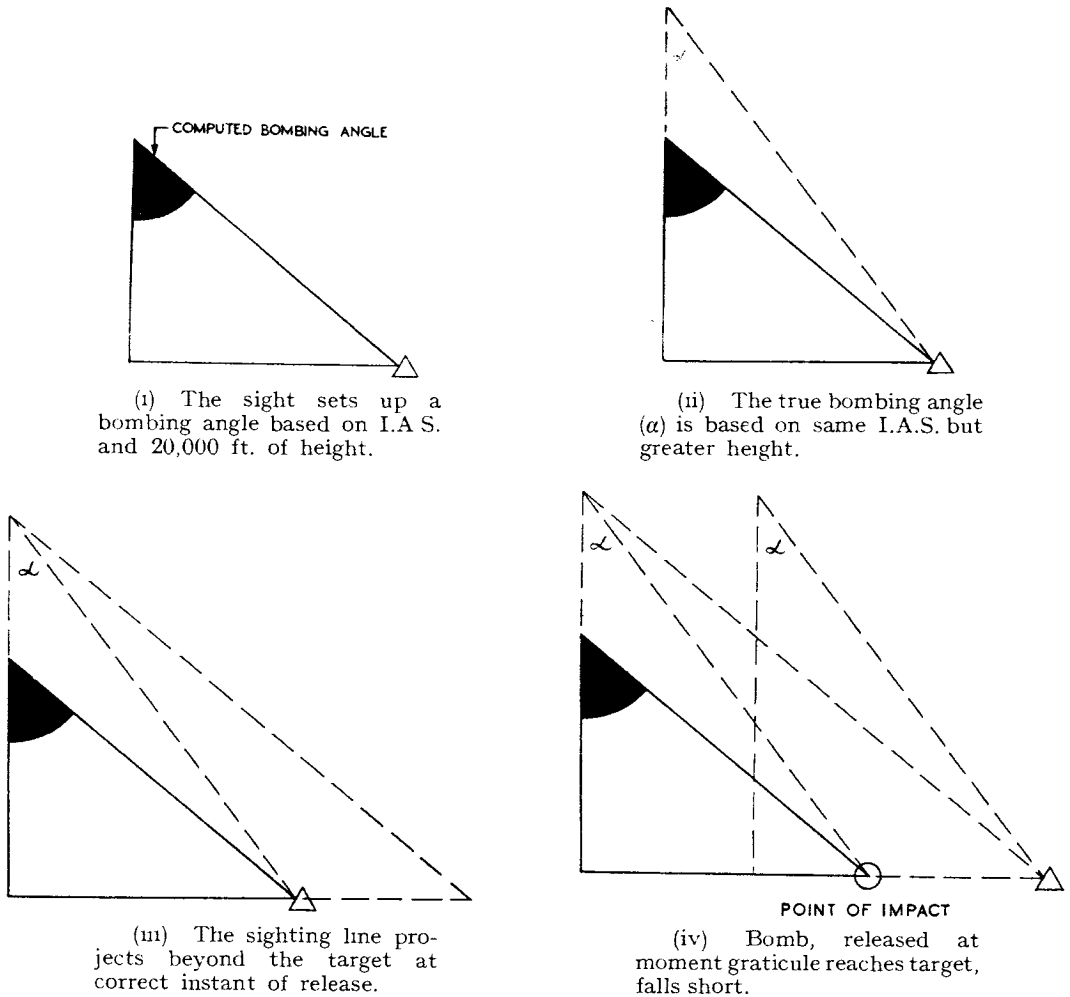 COMPUTED BOMBING ANGLE
(ı) The sight sets up a
bombing angle based on I.A S.
and 20,000 ft. of height.
α
(ıı) The true bombing angle
(α) is based on same I.A.S. but
greater height.
α
(ııı) The sighting line pro-
jects beyond the target at
correct instant of release.
α
α
POINT OF IMPACT
(iv) Bomb, released at
moment graticule reaches target,
falls short.